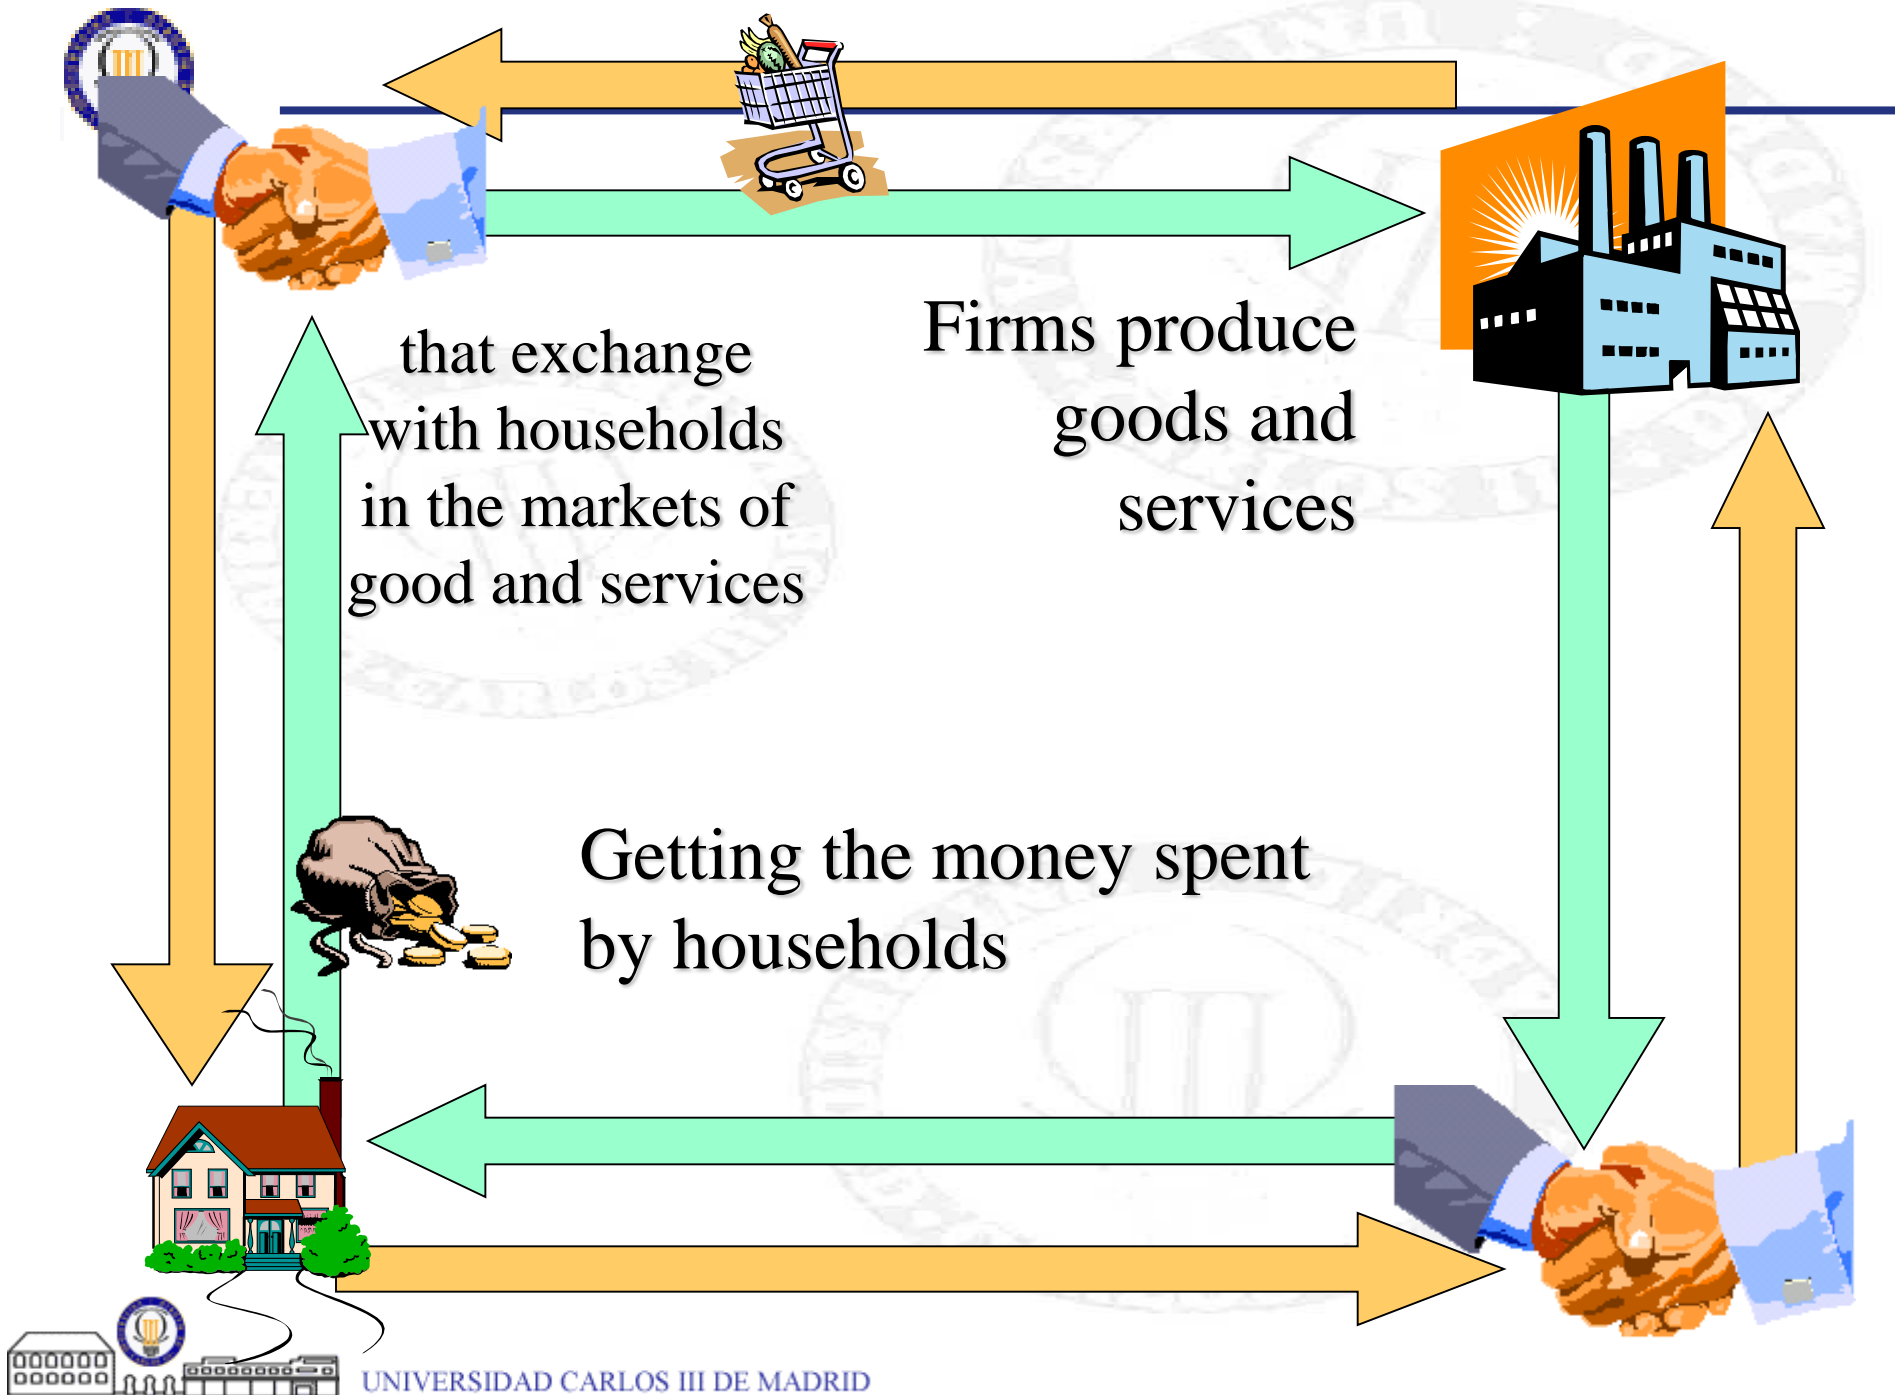 Firms produce
goods and
services
that exchange
with households
in the markets of
good and services
Getting the money spent
by households
UNIVERSIDAD CARLOS III DE MADRID